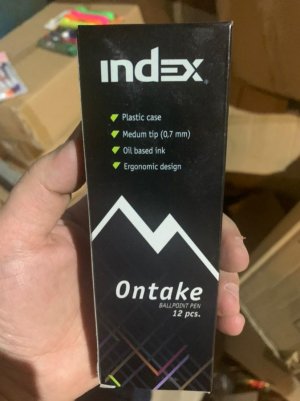 index
Plastic case
Medum tip (0,7 mm)
Oil based ink
Ergonomic design
Ontake
BALLPOINT PEN
12 pcs.